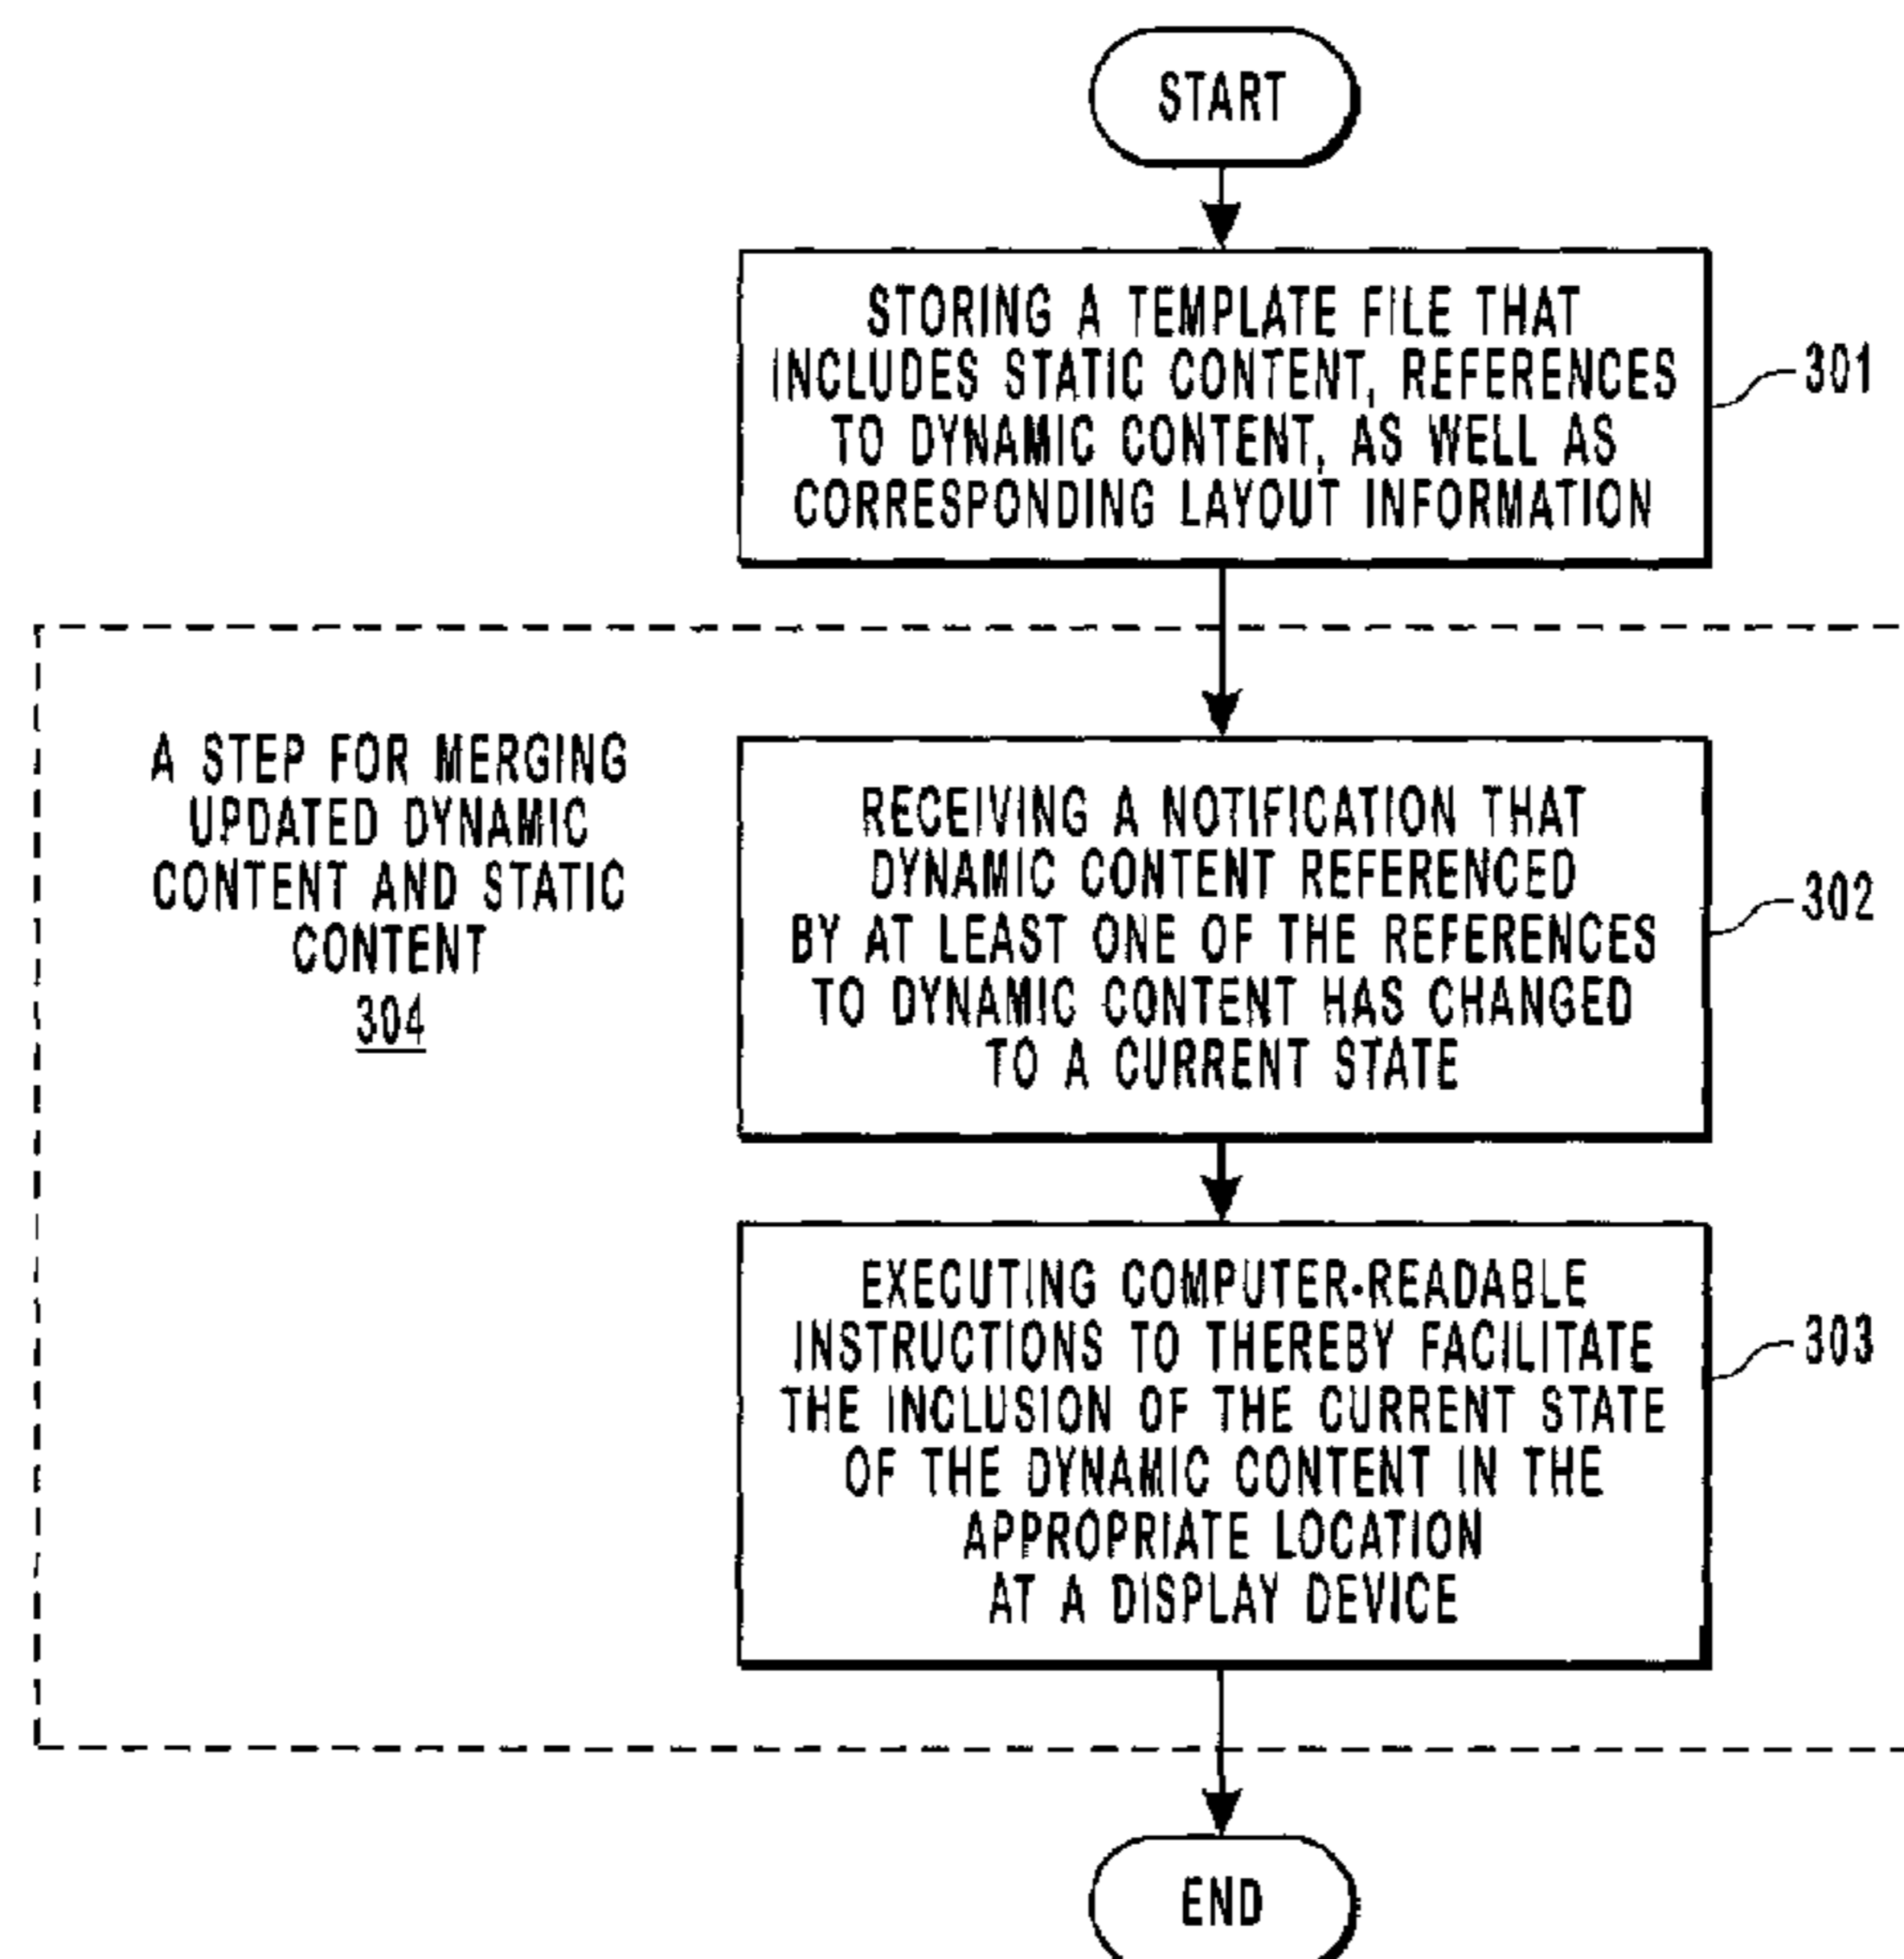 START
STORING A TEMPLATE FILE THAT
INCLUDES STATIC CONTENT, REFERENCES
TO DYNAMIC CONTENT, AS WELL AS
CORRESPONDING LAYOUT INFORMATION
301
A STEP FOR MERGING
UPDATED DYNAMIC
CONTENT AND STATIC
CONTENT
304
RECEIVING A NOTIFICATION THAT
DYNAMIC CONTENT REFERENCED
BY AT LEAST ONE OF THE REFERENCES
TO DYNAMIC CONTENT HAS CHANGED
TO A CURRENT STATE
302
EXECUTING COMPUTER-READABLE
INSTRUCTIONS TO THEREBY FACILITATE
THE INCLUSION OF THE CURRENT STATE
OF THE DYNAMIC CONTENT IN THE
APPROPRIATE LOCATION
AT A DISPLAY DEVICE
303
END